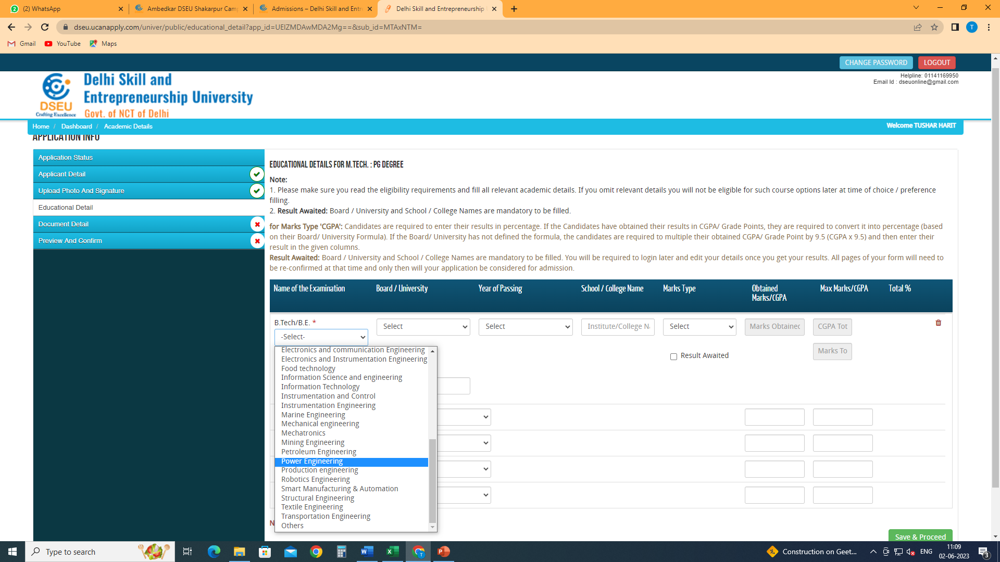 (2) WhatsApp
Ambedkar DSEU Shakarpur Camp
Admissions – Delhi Skill and Entr
Delhi Skill and Entrepreneurship
dseu.ucanapply.com/univer/public/educational_detail?app_id=UElZMDAwMDA2Mg==&sub_id=MTAxNTM=
T
Gmail
YouTube
Maps
CHANGE PASSWORD
LOGOUT
Helpline: 01141169950
Email Id : dseuonline@gmail.com
DSEU
Crafting Excellence
Delhi Skill and
Entrepreneurship University
Govt. of NCT of Delhi
Home / Dashboard / Academic Details
Welcome TUSHAR HARIT
APPLICATION INFO
Application Status
Applicant Detail
Upload Photo And Signature
Educational Detail
Document Detail
Preview And Confirm
EDUCATIONAL DETAILS FOR M.TECH. : PG DEGREE
Note:
1. Please make sure you read the eligibility requirements and fill all relevant academic details. If you omit relevant details you will not be eligible for such course options later at time of choice / preference
filling.
2. Result Awaited: Board / University and School / College Names are mandatory to be filled.
for Marks Type 'CGPA': Candidates are required to enter their results in percentage. If the Candidates have obtained their results in CGPA/ Grade Points, they are required to convert it into percentage (based
on their Board/ University Formula). If the Board/ University has not defined the formula, the candidates are required to multiple their obtained CGPA/ Grade Point by 9.5 (CGPA x 9.5) and then enter their
result in the given columns.
Result Awaited: Board / University and School / College Names are mandatory to be filled. You will be required to login later and edit your details once you get your results. All pages of your form will need to
be re-confirmed at that time and only then will your application be considered for admission.
Name of the Examination
Board / University
Year of Passing
School / College Name
Marks Type
Obtained
Marks/CGPA
Max Marks/CGPA
Total %
B.Tech/B.E. *
-Select-
Select
Select
Institute/College Na
Select
Marks Obtained
CGPA Tot
Marks To
Result Awaited
Electronics and communication Engineering
Electronics and Instrumentation Engineering
Food technology
Information Science and engineering
Information Technology
Instrumentation and Control
Instrumentation Engineering
Marine Engineering
Mechanical engineering
Mechatronics
Mining Engineering
Petroleum Engineering
Power Engineering
Production engineering
Robotics Engineering
Smart Manufacturing & Automation
Structural Engineering
Textile Engineering
Transportation Engineering
Others
N
Save & Proceed
Type to search
Construction on Geet...
ENG
11:09
02-06-2023
3